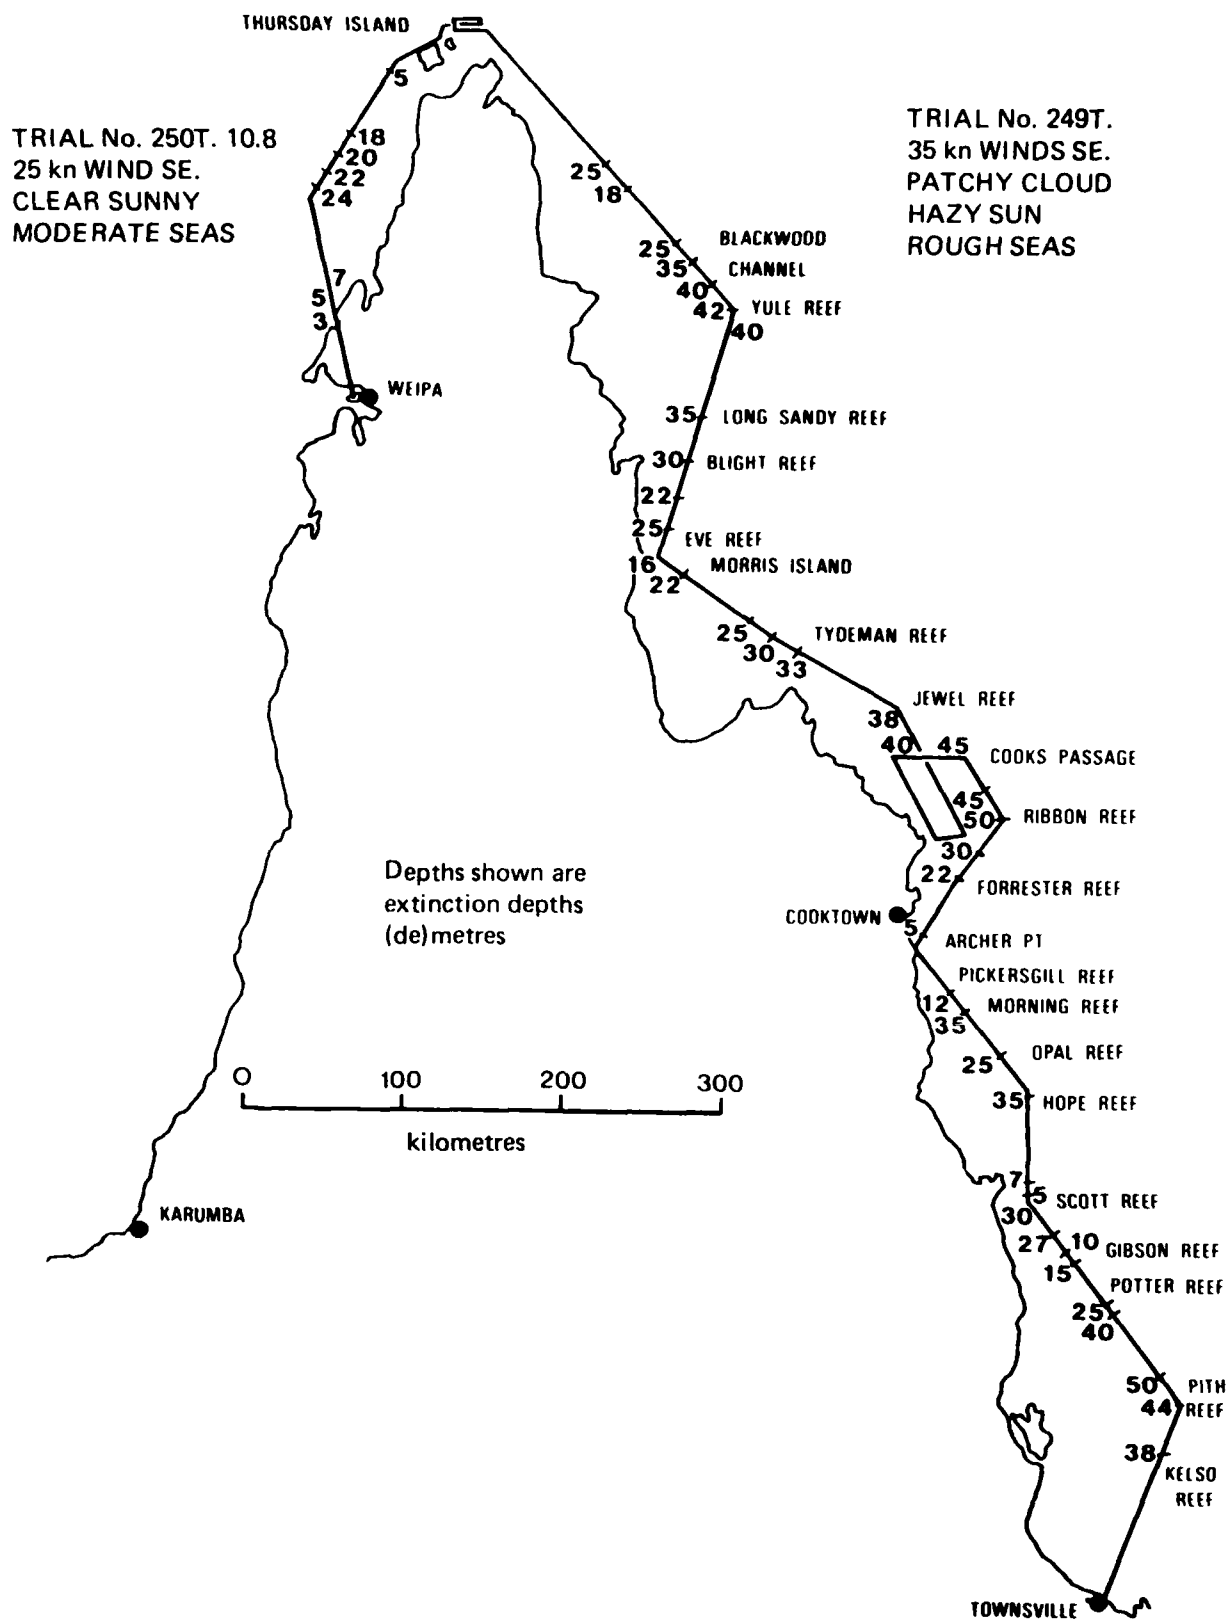 THURSDAY ISLAND
5
TRIAL No. 250T. 10.8
25 kn WIND SE.
CLEAR SUNNY
MODERATE SEAS
TRIAL No. 249T.
35 kn WINDS SE.
PATCHY CLOUD
HAZY SUN
ROUGH SEAS
18
20
22
24
7
5
3
WEIPA
25
18
25
BLACKWOOD
35
CHANNEL
40
42
YULE REEF
40
35
LONG SANDY REEF
30
BLIGHT REEF
22
25
EVE REEF
16
MORRIS ISLAND
22
25
TYDEMAN REEF
30
33
JEWEL REEF
38
40
45
COOKS PASSAGE
45
50
RIBBON REEF
30
22
FORRESTER REEF
Depths shown are
extinction depths
(de)metres
COOKTOWN
5
ARCHER PT
PICKERSGILL REEF
12
MORNING REEF
35
OPAL REEF
25
35
HOPE REEF
0
100
200
300
kilometres
7
5
SCOTT REEF
30
KARUMBA
27
10
GIBSON REEF
15
POTTER REEF
25
40
50
PITH
44
REEF
38
KELSO
REEF
TOWNSVILLE